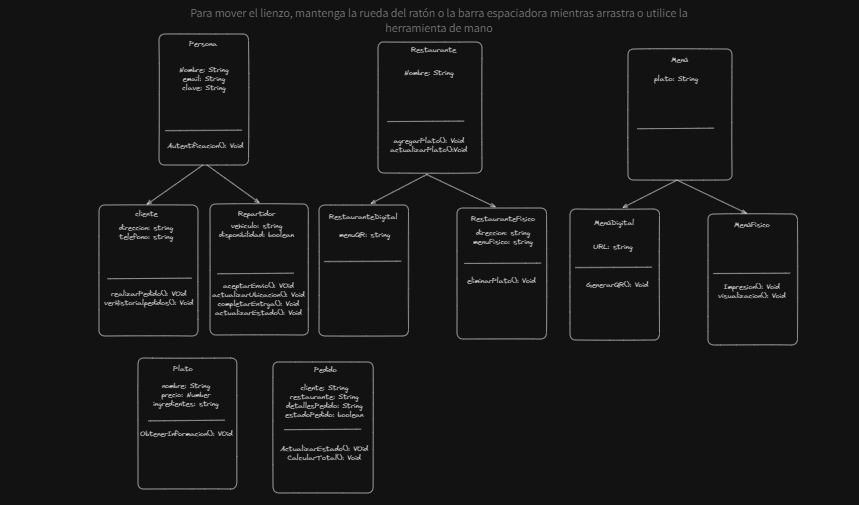 Para mover el lienzo, mantenga la rueda del ratón o la barra espaciadora mientras arrastra o utilice la
herramienta de mano
Persona
Nombre: String
email: String
clave: String
Autentificacion(): Void
Restaurante
Nombre: String
agregarPlato(): Void
actualizarPlato():Void
Menú
plato: String
cliente
direccion: string
telefono: string
realizarPedido(): VOid
verHistorialpedidos(): Void
Repartidor
vehiculo: string
disponibilidad: boolean
aceptarEnvio(): VOid
actualizarUbicacion(): Void
completarEntrga(): Void
actualizarEstado(): Void
RestauranteDigital
menuQR: string
RestauranteFisico
direccion: string
menuFisico: string
eliminarPlato(): Void
MenúDigital
URL: string
GenerarQR(): Void
MenúFisico
Impresion(): Void
visualizacion(): Void
Plato
nombre: String
precio: Number
ingredientes: string
ObtenerInformacion(): VOid
Pedido
cliente: String
restaurante: String
detallesPedido: String
estadoPedido: boolean
ActualizarEstado(): VOid
CalcularTotal(): Void